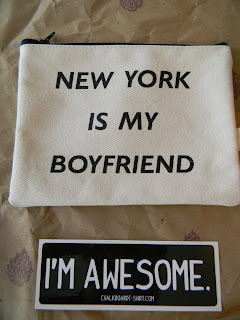 NEW YORK
IS MY
BOYFRIEND
I'M AWESOME.
CHALKBOARDT-SHIRT.COM